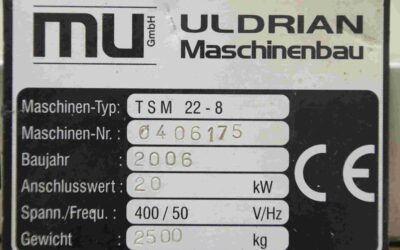 mu GmbH ULDRIAN
Maschinenbau
Maschinen-Typ: TSM 22-8
Maschinen-Nr.: 0406175
Baujahr : 2006
Anschlusswert : 20 kW
Spann./Frequ. : 400/50 V/Hz
Gewicht : 2500 kg
CE